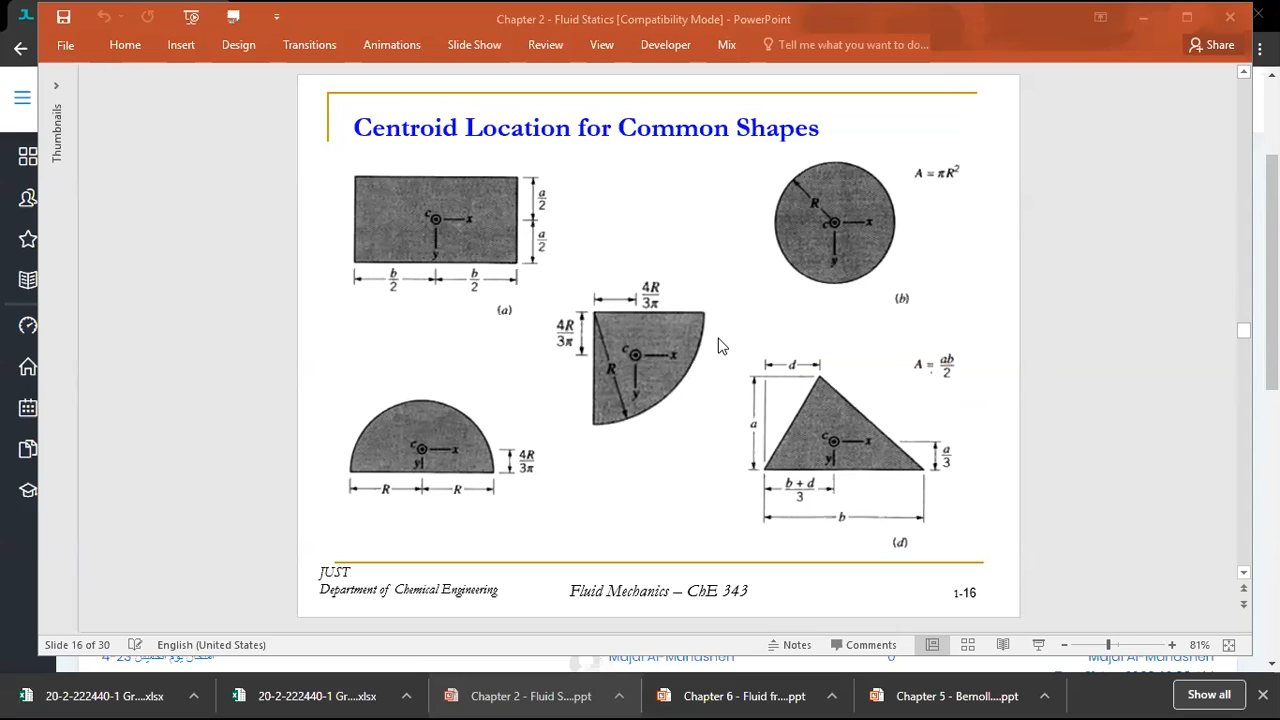 Chapter 2 - Fluid Statics [Compatibility Mode] - PowerPoint
File Home Insert Design Transitions Animations Slide Show Review View Developer Mix Tell me what you want to do... Share
Thumbnails
Centroid Location for Common Shapes
c x y
a/2
a/2
b/2 b/2
(a)
R c x y
A = πR²
(b)
4R/3π
4R/3π
c x y R
c x y
4R/3π
R R
d
A = ab/2
a
c x y
a/3
b + d/3
b
(d)
JUST
Department of Chemical Engineering
Fluid Mechanics – ChE 343
1-16
Slide 16 of 30 English (United States) Notes Comments 81%
20-2-222440-1 Gr....xlsx 20-2-222440-1 Gr....xlsx Chapter 2 - Fluid S....ppt Chapter 6 - Fluid fr....ppt Chapter 5 - Bernoll....ppt Show all